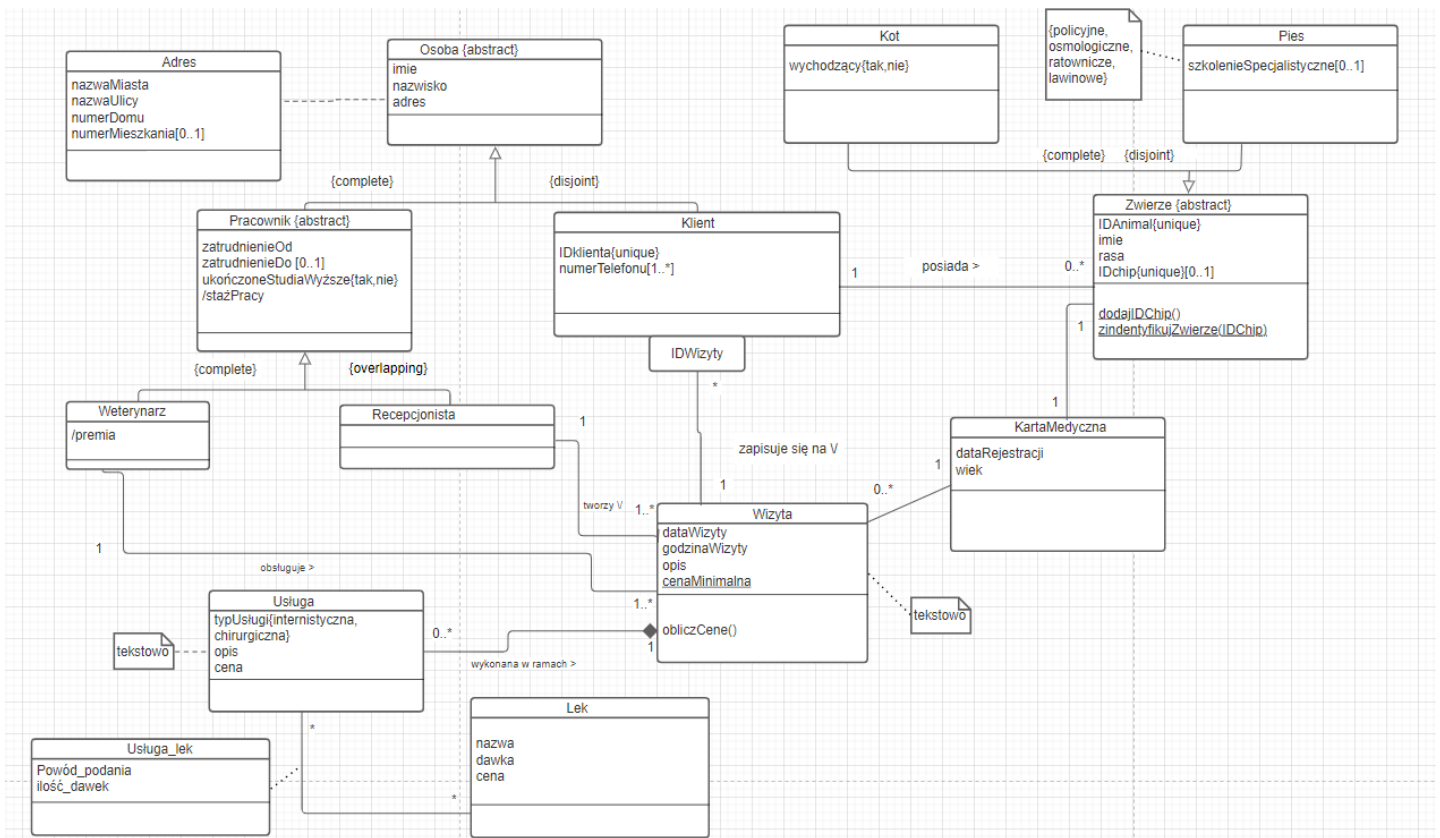 Adres
nazwaMiasta
nazwaUlicy
numerDomu
numerMieszkania[0..1]
Osoba {abstract}
imie
nazwisko
adres
Kot
wychodzący{tak,nie}
{policyjne,
osmologiczne,
ratownicze,
lawinowe}
Pies
szkolenieSpecjalistyczne[0..1]
{complete}
{disjoint}
{complete}
{disjoint}
Pracownik {abstract}
zatrudnienieOd
zatrudnienieDo [0..1]
ukończoneStudiaWyższe{tak,nie}
/stażPracy
Klient
IDklienta{unique}
numerTelefonu[1..*]
IDWizyty
1
posiada >
0..*
Zwierze {abstract}
IDAnimal{unique}
imie
rasa
IDchip{unique}[0..1]
dodajIDChip()
zindentyfikujZwierze(IDChip)
{complete}
{overlapping}
Weterynarz
/premia
Recepcjonista
1
tworzy \/
1..*
*
zapisuje się na \/
1
1
1
KartaMedyczna
dataRejestracji
wiek
1
0..*
Wizyta
dataWizyty
godzinaWizyty
opis
cenaMinimalna
obliczCene()
tekstowo
1
obsługuje >
1..*
Usługa
typUsługi{internistyczna,
chirurgiczna}
opis
cena
tekstowo
0..*
wykonana w ramach >
1
*
Lek
nazwa
dawka
cena
*
Usługa_lek
Powód_podania
ilość_dawek